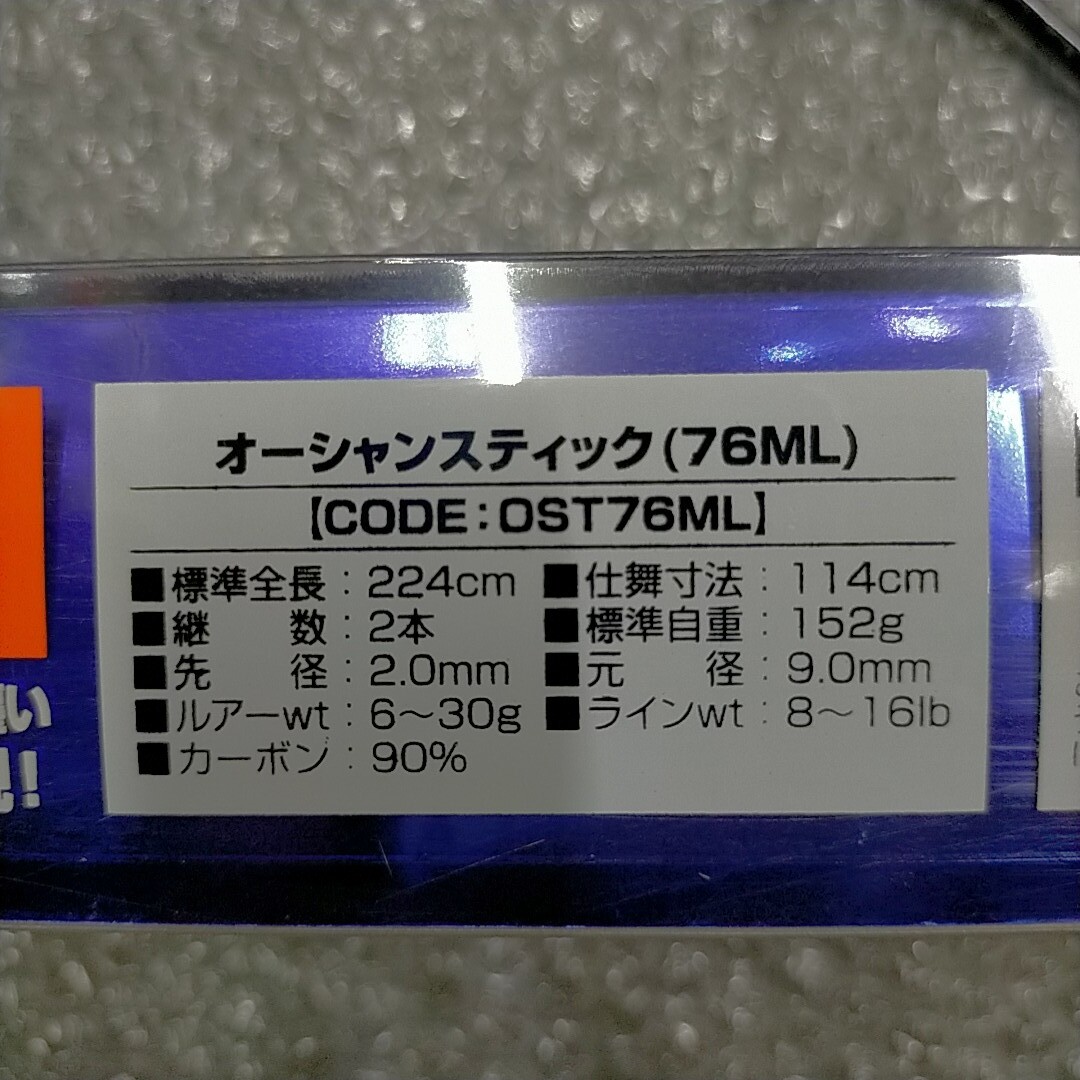 オーシャンスティック(76ML)
【CODE:OST76ML】
■標準全長:224cm ■仕舞寸法:114cm
■継 数:2本 ■標準自重:152g
■先 径:2.0mm ■元 径:9.0mm
■ルアーwt:6〜30g ■ラインwt:8〜16lb
■カーボン:90%
い
!